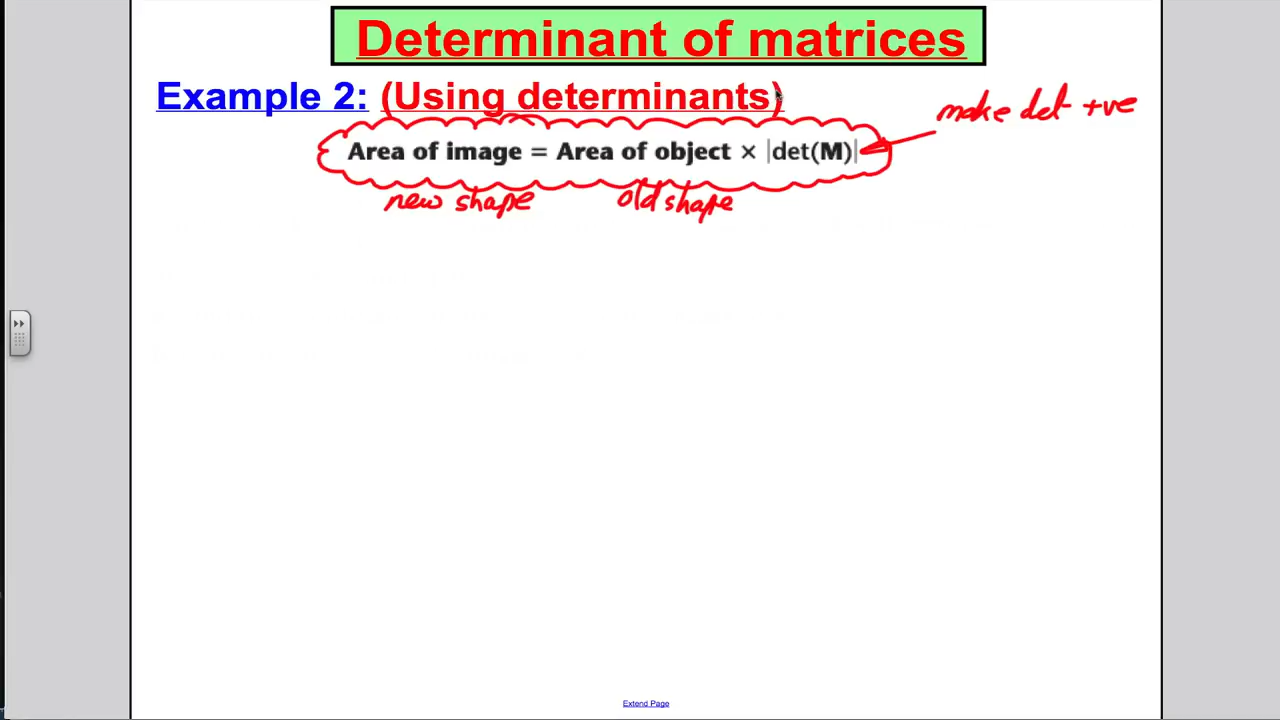 Determinant of matrices
Example 2: (Using determinants)
make det +ve
Area of image = Area of object × |det(M)|
new shape old shape
Extend Page